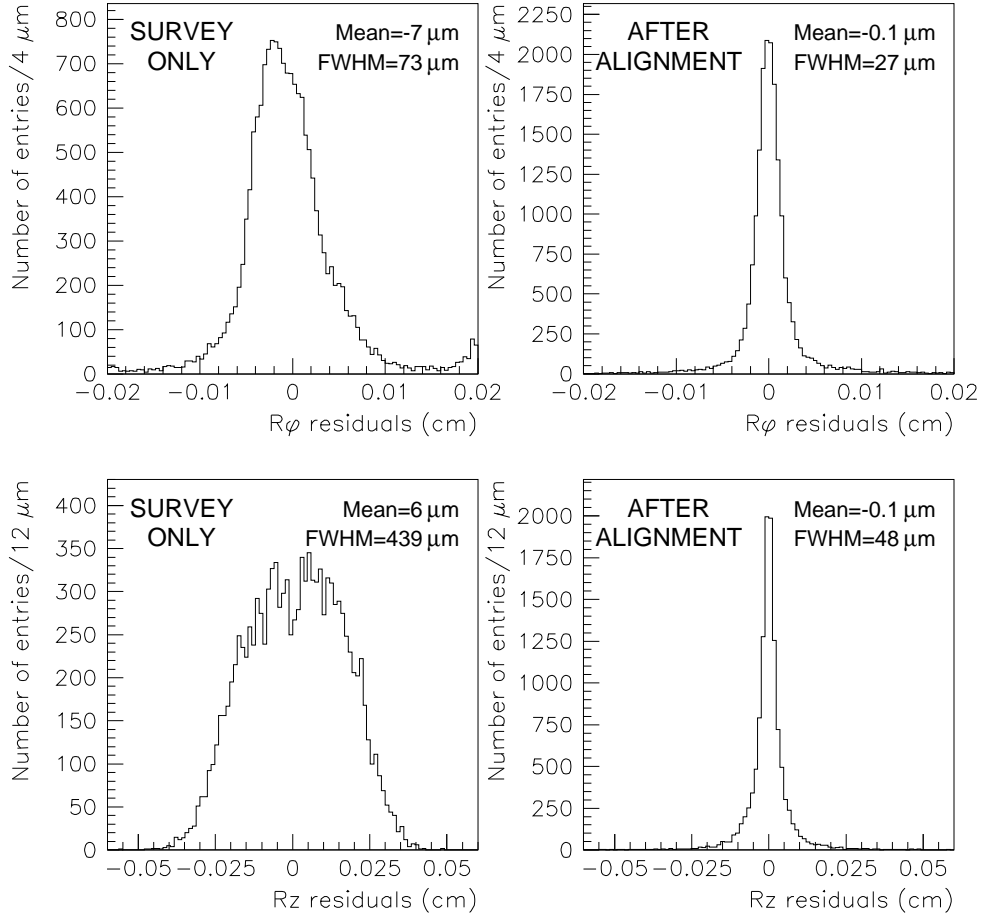 SURVEY
ONLY
Mean=-7 μm
FWHM=73 μm
Number of entries/4 μm
800
700
600
500
400
300
200
100
0
−0.02 −0.01 0 0.01 0.02
Rφ residuals (cm)
AFTER
ALIGNMENT
Mean=-0.1 μm
FWHM=27 μm
Number of entries/4 μm
2250
2000
1750
1500
1250
1000
750
500
250
0
−0.02 −0.01 0 0.01 0.02
Rφ residuals (cm)
SURVEY
ONLY
Mean=6 μm
FWHM=439 μm
Number of entries/12 μm
400
350
300
250
200
150
100
50
0
−0.05 −0.025 0 0.025 0.05
Rz residuals (cm)
AFTER
ALIGNMENT
Mean=-0.1 μm
FWHM=48 μm
Number of entries/12 μm
2000
1750
1500
1250
1000
750
500
250
0
−0.05 −0.025 0 0.025 0.05
Rz residuals (cm)